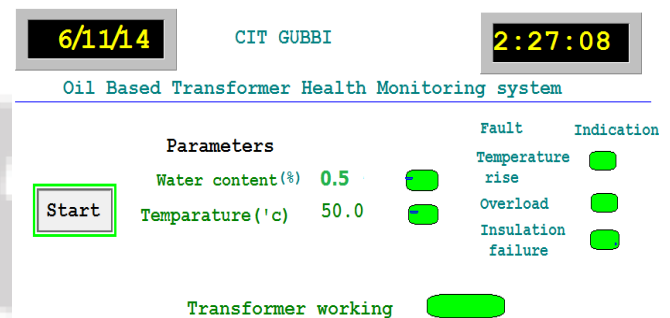 6/11/14
CIT GUBBI
2:27:08
Oil Based Transformer Health Monitoring system
Parameters
Fault Indication
Water content(%) 0.5
Temperature
rise
Start
Temparature('c) 50.0
Overload
Insulation
failure
Transformer working